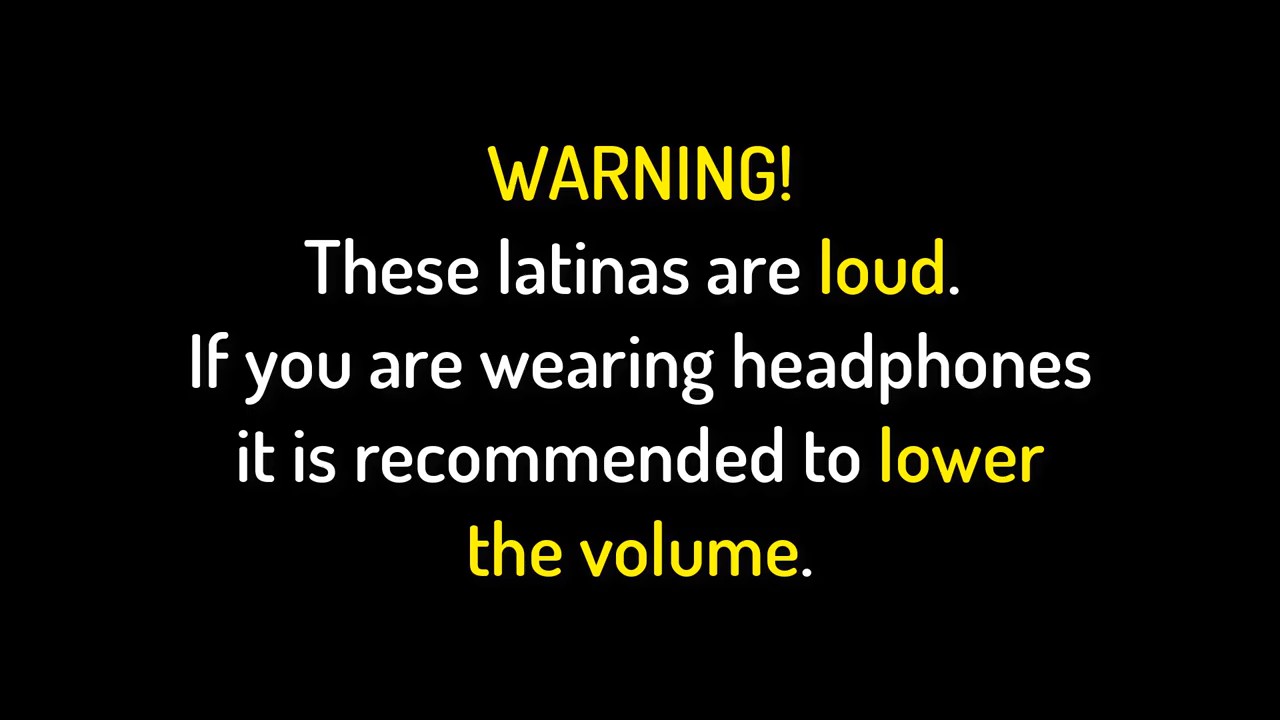 WARNING!
These latinas are loud.
If you are wearing headphones
it is recommended to lower
the volume.